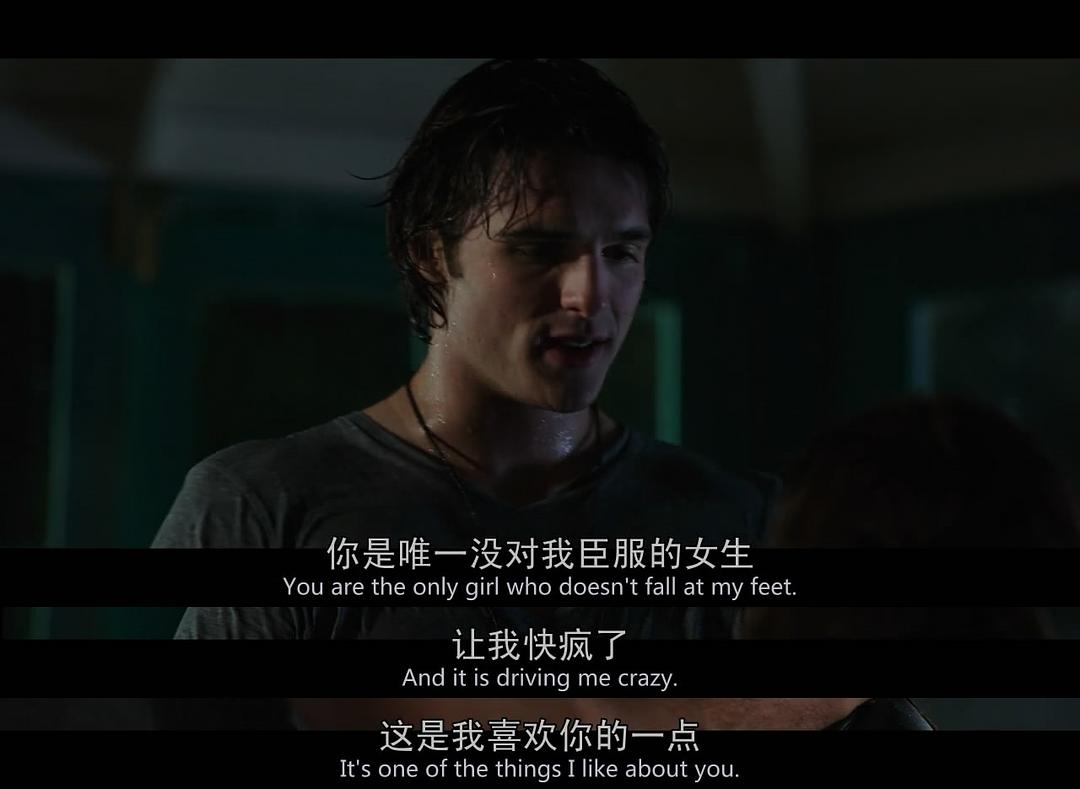 你是唯一没对我臣服的女生
You are the only girl who doesn't fall at my feet.
让我快疯了
And it is driving me crazy.
这是我喜欢你的一点
It's one of the things I like about you.